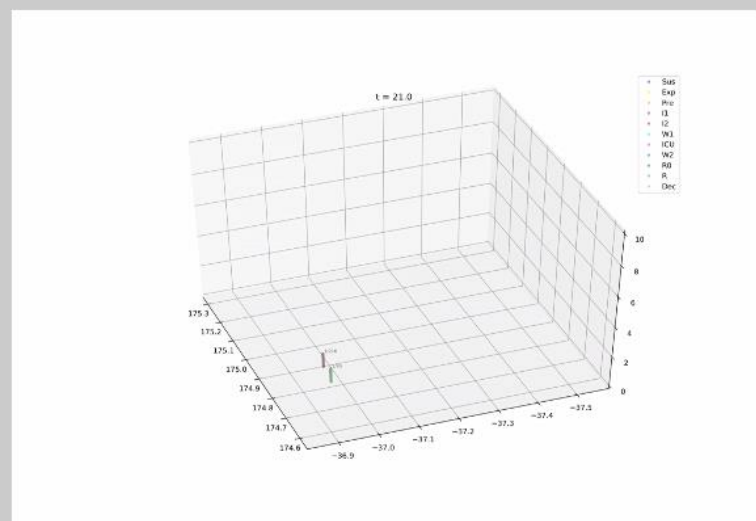 t = 21.0
Sus
Exp
Pre
I1
I2
W1
ICU
W2
R0
R
Dec
10
8
6
4
2
0
175.3
175.2
175.1
175.0
174.9
174.8
174.7
174.6
−36.9
−37.0
−37.1
−37.2
−37.3
−37.4
−37.5